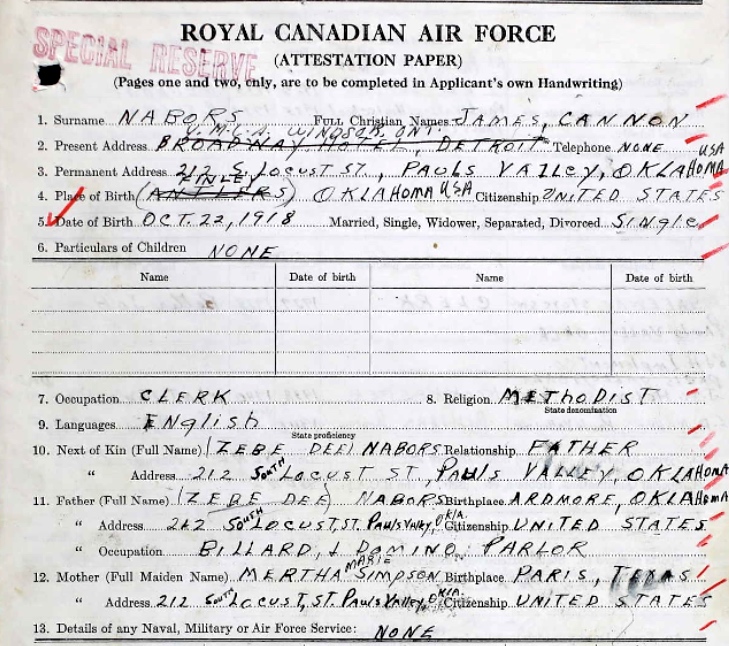 ROYAL CANADIAN AIR FORCE
SPECIAL RESERVE
(ATTESTATION PAPER)
(Pages one and two, only, are to be completed in Applicant's own Handwriting)
1. Surname NABORS Full Christian Names JAMES, CANNON
Y.M.C.A. WINDSOR, ONT.
2. Present Address BROADWAY HOTEL, DETROIT Telephone NONE
USA
3. Permanent Address 212 S. LOCUST ST, PAULS VALLEY, OKLAHOMA
4. Place of Birth (ANTLERS) OKLAHOMA USA Citizenship UNITED STATES
5. Date of Birth OCT. 22, 1918 Married, Single, Widower, Separated, Divorced SINGlE
6. Particulars of Children NONE
Name Date of birth Name Date of birth
7. Occupation CLERK 8. Religion METHODIST
State denomination
9. Languages ENGlish
State proficiency
10. Next of Kin (Full Name) (ZEBE DEE) NABORS Relationship FATHER
" Address 212 SOUTH LOCUST ST, PAULS VALLEY, OKLAHOMA
11. Father (Full Name) (ZEBE DEE) NABORS Birthplace ARDMORE, OKLAHOMA
" Address 212 SOUTH LOCUST, ST. PAULS Valley, OKLA. Citizenship UNITED STATES
" Occupation BILLARD, & DOMINO PARLOR
MARIE
12. Mother (Full Maiden Name) MERTHA SIMPSON Birthplace PARIS, TEXAS
" Address 212 SOUTH LOCUST, ST. PAULS Valley OKLA. Citizenship UNITED STATES
13. Details of any Naval, Military or Air Force Service: NONE